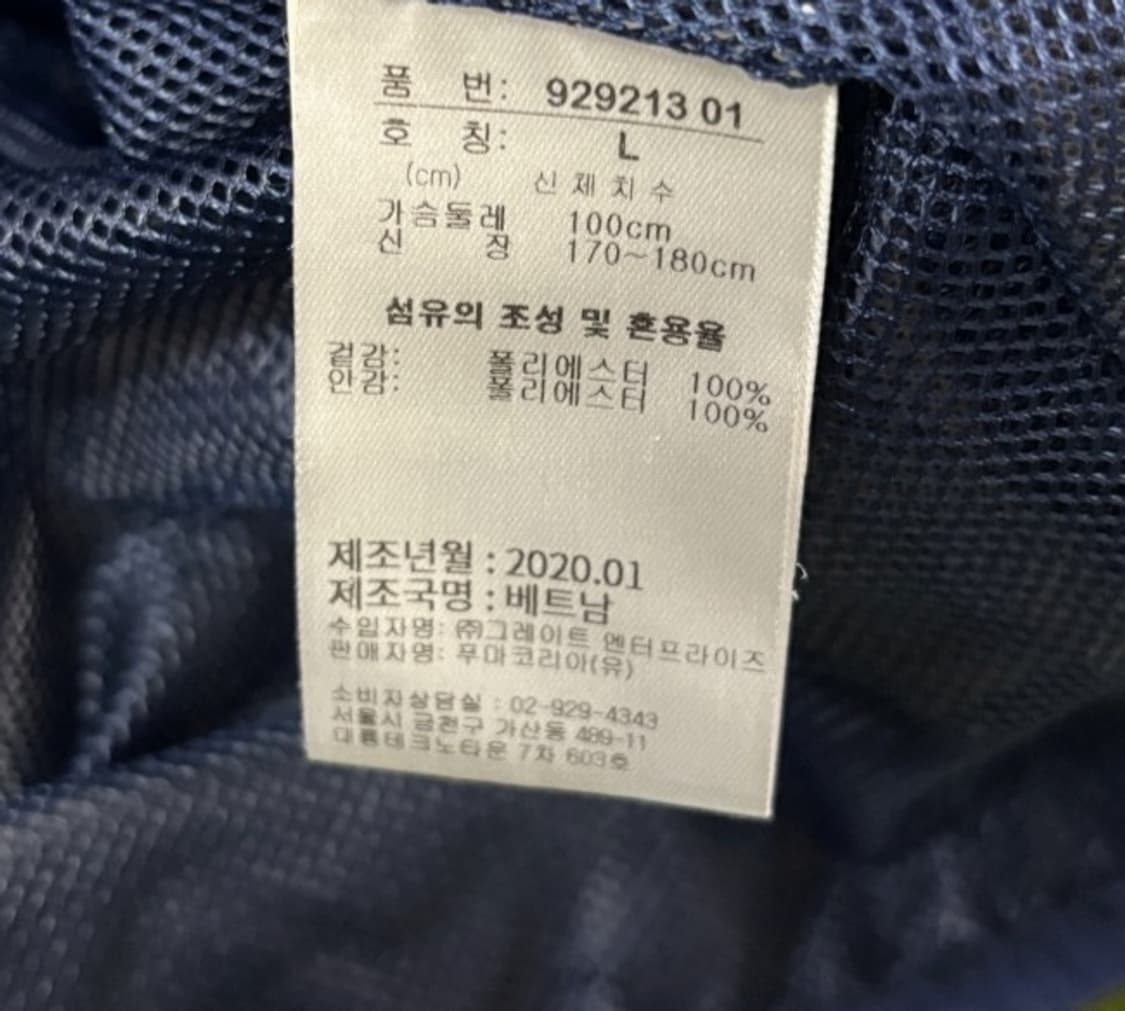 품 번: 929213 01
호 칭: L
(cm) 신 체 치 수
가슴둘레 100cm
신 장 170~180cm
섬유의 조성 및 혼용율
겉감: 폴리에스터 100%
안감: 폴리에스터 100%
제조년월 : 2020.01
제조국명 : 베트남
수입자명: ㈜그레이트 엔터프라이즈
판매자명: 푸마코리아(유)
소비자상담실 : 02-929-4343
서울시 금천구 가산동 489-11
대륭테크노타운 7차 603호